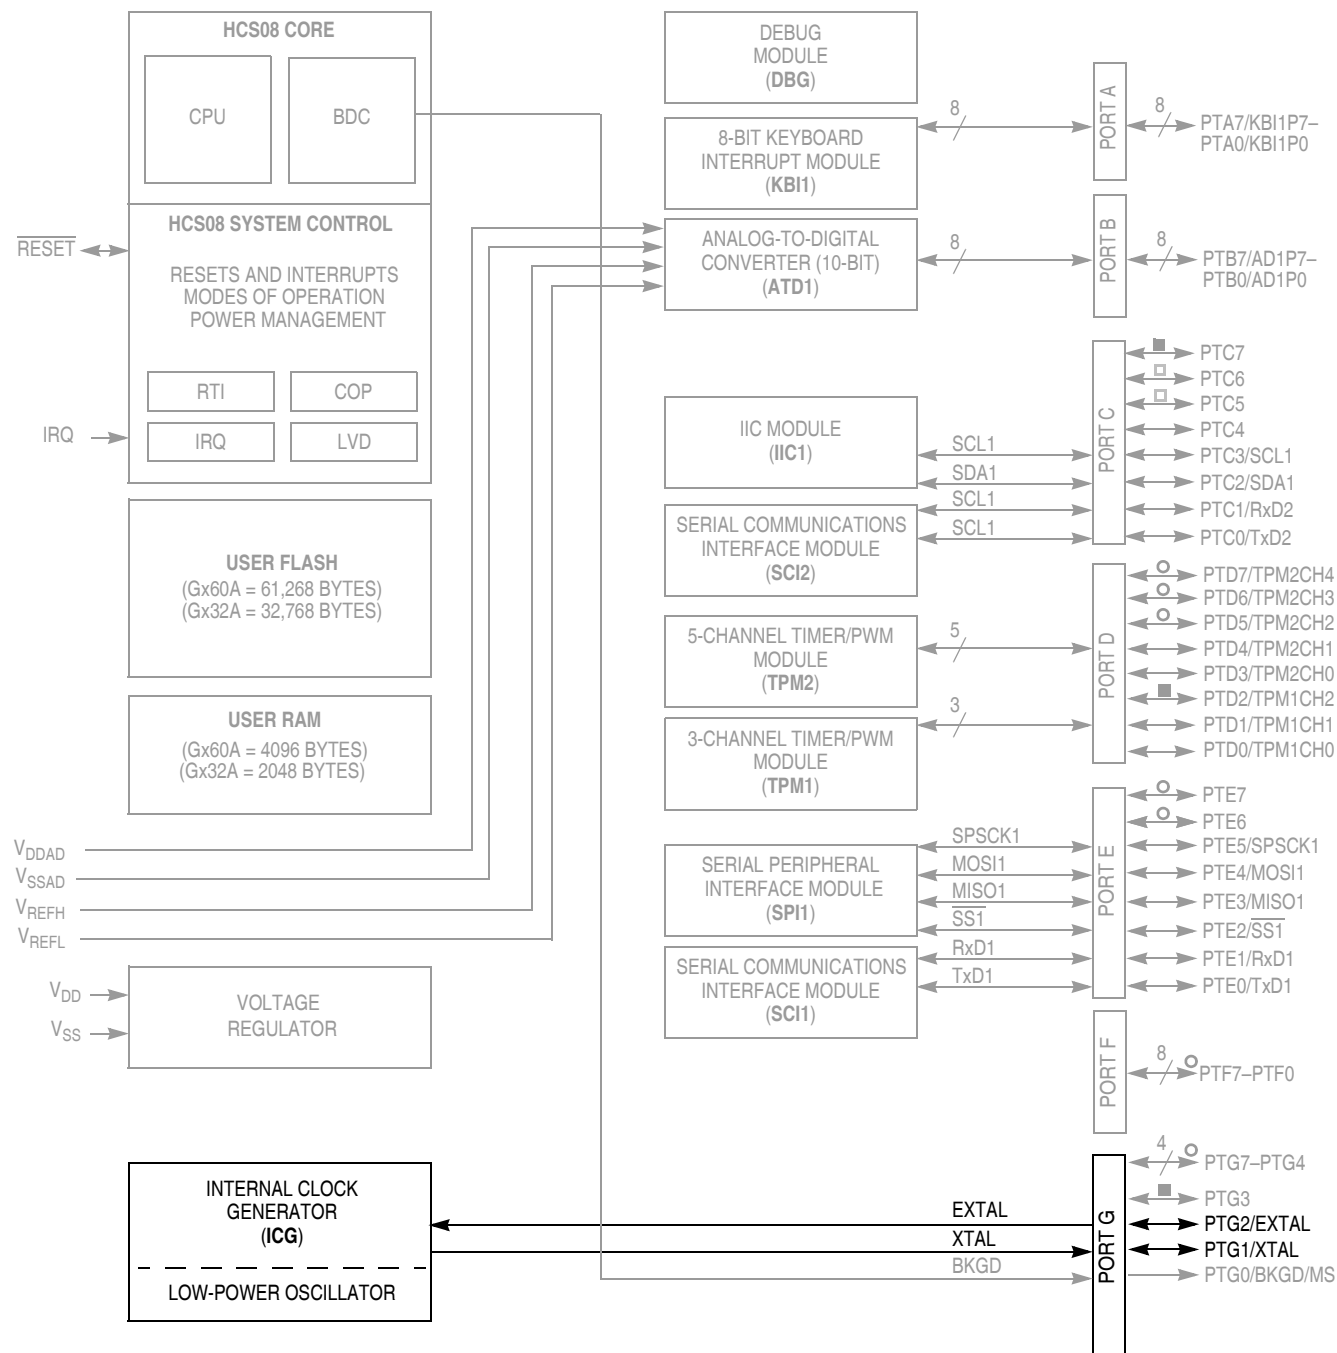 HCS08 CORE
CPU
BDC
HCS08 SYSTEM CONTROL
RESET
RESETS AND INTERRUPTS
MODES OF OPERATION
POWER MANAGEMENT
RTI
COP
IRQ
IRQ
LVD
USER FLASH
(Gx60A = 61,268 BYTES)
(Gx32A = 32,768 BYTES)
USER RAM
(Gx60A = 4096 BYTES)
(Gx32A = 2048 BYTES)
VDDAD
VSSAD
VREFH
VREFL
VDD
VSS
VOLTAGE
REGULATOR
INTERNAL CLOCK
GENERATOR
(ICG)
LOW-POWER OSCILLATOR
DEBUG
MODULE
(DBG)
8-BIT KEYBOARD
INTERRUPT MODULE
(KBI1)
ANALOG-TO-DIGITAL
CONVERTER (10-BIT)
(ATD1)
IIC MODULE
(IIC1)
SERIAL COMMUNICATIONS
INTERFACE MODULE
(SCI2)
5-CHANNEL TIMER/PWM
MODULE
(TPM2)
3-CHANNEL TIMER/PWM
MODULE
(TPM1)
SERIAL PERIPHERAL
INTERFACE MODULE
(SPI1)
SERIAL COMMUNICATIONS
INTERFACE MODULE
(SCI1)
8
8
SCL1
SDA1
SCL1
SCL1
5
3
SPSCK1
MOSI1
MISO1
SS1
RxD1
TxD1
EXTAL
XTAL
BKGD
PORT A
8
PTA7/KBI1P7–
PTA0/KBI1P0
PORT B
8
PTB7/AD1P7–
PTB0/AD1P0
PORT C
PTC7
PTC6
PTC5
PTC4
PTC3/SCL1
PTC2/SDA1
PTC1/RxD2
PTC0/TxD2
PORT D
PTD7/TPM2CH4
PTD6/TPM2CH3
PTD5/TPM2CH2
PTD4/TPM2CH1
PTD3/TPM2CH0
PTD2/TPM1CH2
PTD1/TPM1CH1
PTD0/TPM1CH0
PORT E
PTE7
PTE6
PTE5/SPSCK1
PTE4/MOSI1
PTE3/MISO1
PTE2/SS1
PTE1/RxD1
PTE0/TxD1
PORT F
8
PTF7–PTF0
PORT G
4
PTG7–PTG4
PTG3
PTG2/EXTAL
PTG1/XTAL
PTG0/BKGD/MS